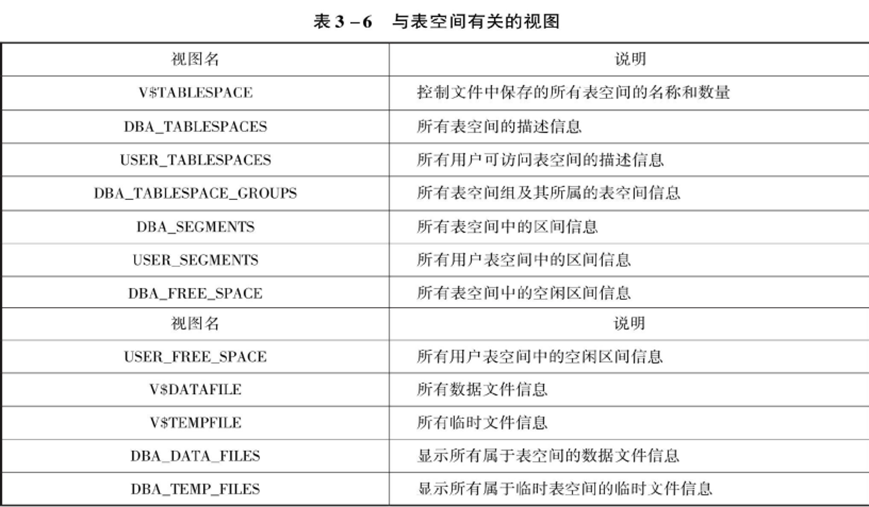 表 3-6 与表空间有关的视图
视图名 说明
V$TABLESPACE 控制文件中保存的所有表空间的名称和数量
DBA_TABLESPACES 所有表空间的描述信息
USER_TABLESPACES 所有用户可访问表空间的描述信息
DBA_TABLESPACE_GROUPS 所有表空间组及其所属的表空间信息
DBA_SEGMENTS 所有表空间中的区间信息
USER_SEGMENTS 所有用户表空间中的区间信息
DBA_FREE_SPACE 所有表空间中的空闲区间信息
视图名 说明
USER_FREE_SPACE 所有用户表空间中的空闲区间信息
V$DATAFILE 所有数据文件信息
V$TEMPFILE 所有临时文件信息
DBA_DATA_FILES 显示所有属于表空间的数据文件信息
DBA_TEMP_FILES 显示所有属于临时表空间的临时文件信息